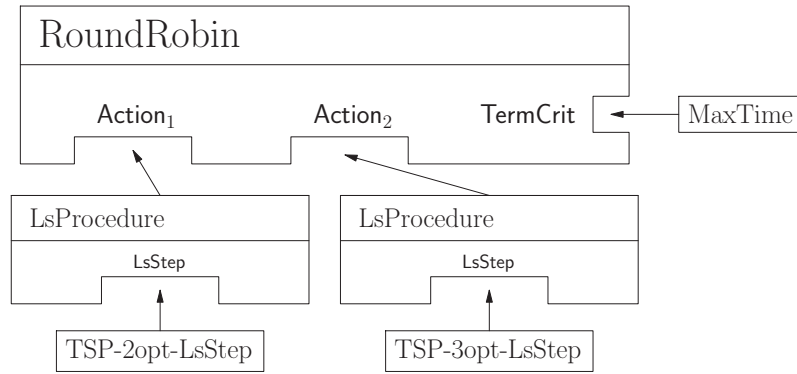 RoundRobin
Action₁ Action₂ TermCrit MaxTime
LsProcedure LsProcedure
LsStep LsStep
TSP-2opt-LsStep TSP-3opt-LsStep